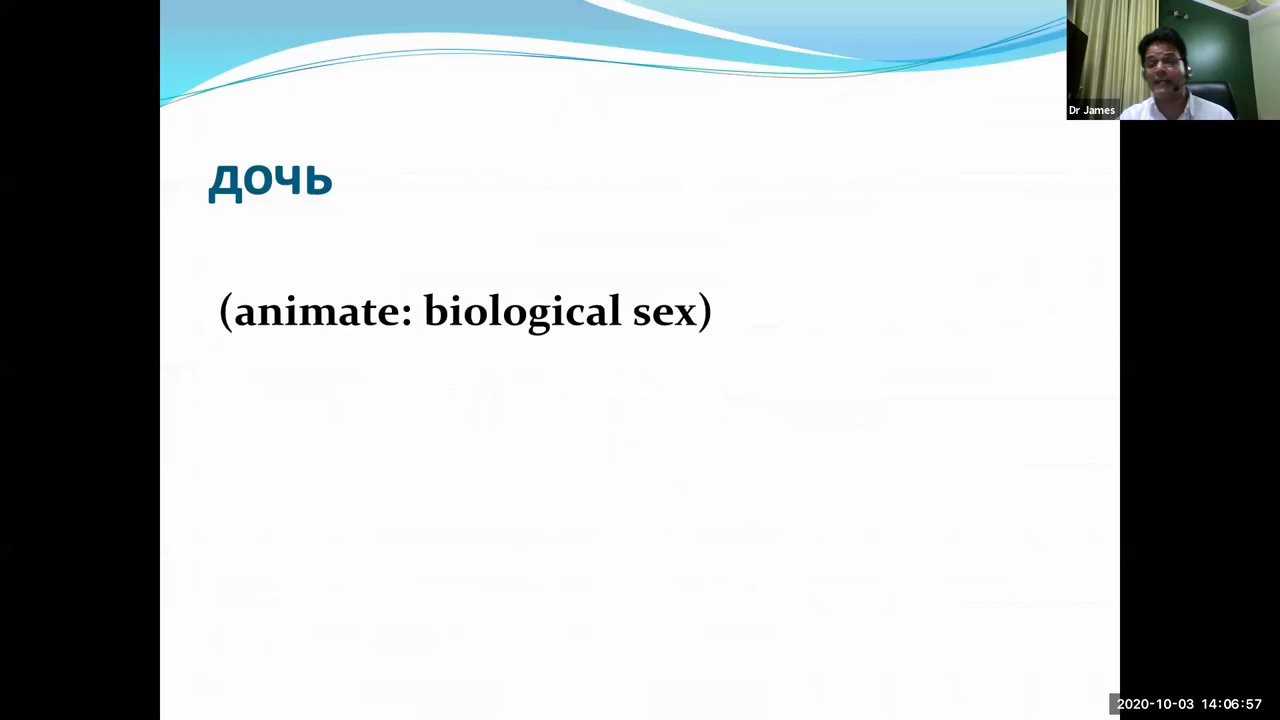 Dr James
дочь
(animate: biological sex)
2020-10-03 14:06:57